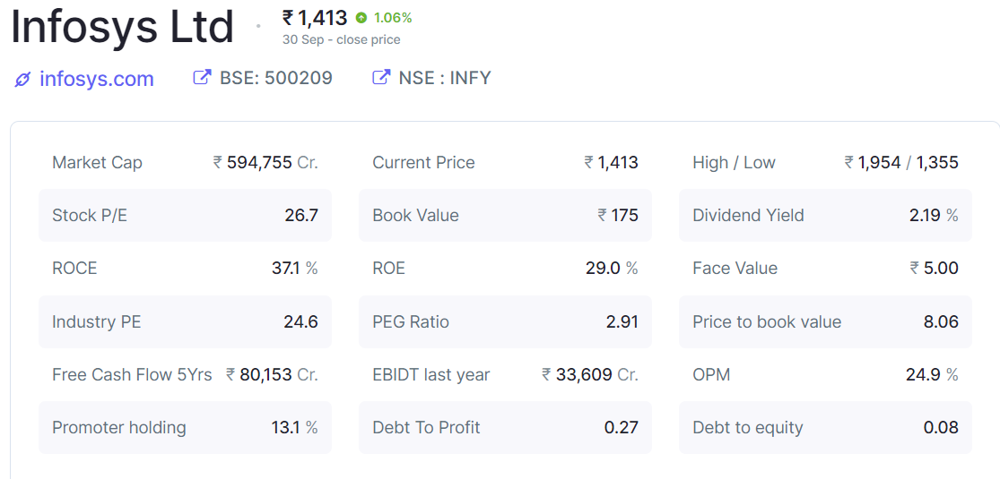 Infosys Ltd
₹ 1,413 1.06%
30 Sep - close price
infosys.com BSE: 500209 NSE : INFY
Market Cap ₹ 594,755 Cr. Current Price ₹ 1,413 High / Low ₹ 1,954 / 1,355
Stock P/E 26.7 Book Value ₹ 175 Dividend Yield 2.19 %
ROCE 37.1 % ROE 29.0 % Face Value ₹ 5.00
Industry PE 24.6 PEG Ratio 2.91 Price to book value 8.06
Free Cash Flow 5Yrs ₹ 80,153 Cr. EBIDT last year ₹ 33,609 Cr. OPM 24.9 %
Promoter holding 13.1 % Debt To Profit 0.27 Debt to equity 0.08